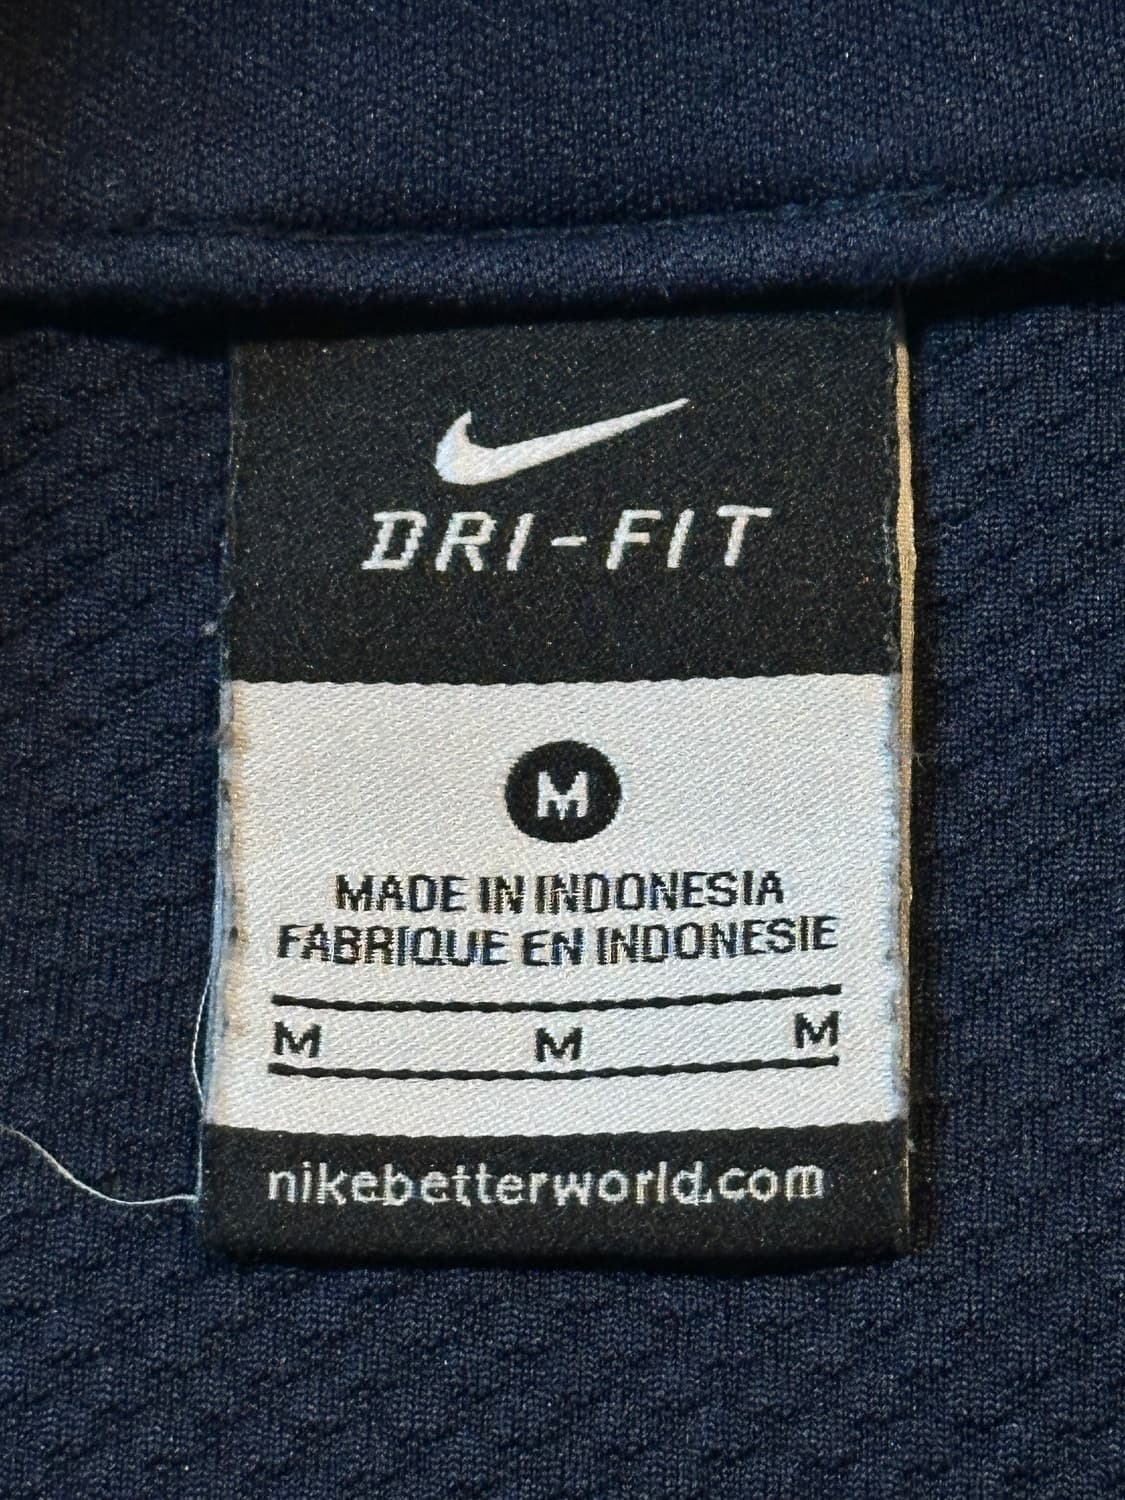 DRI-FIT
M
MADE IN INDONESIA
FABRIQUE EN INDONESIE
M M M
nikebetterworld.com